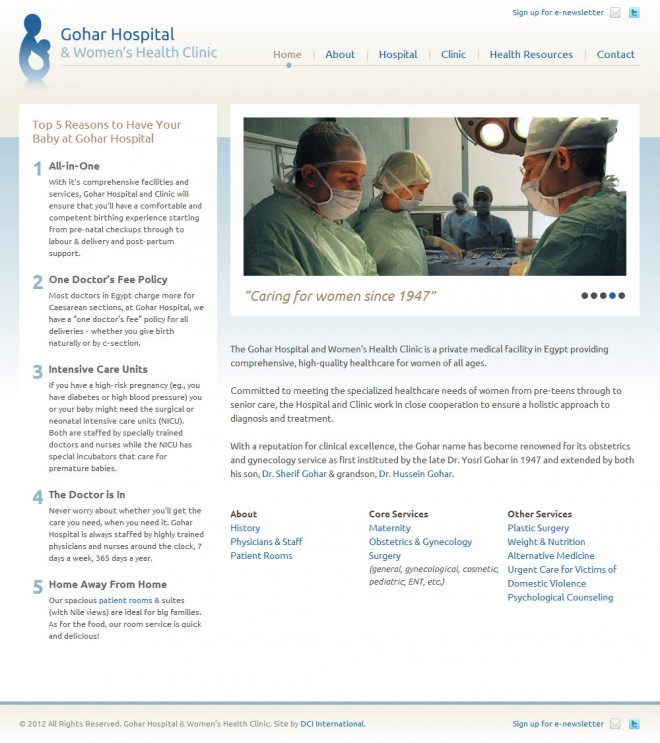 Sign up for e-newsletter
Gohar Hospital
& Women's Health Clinic
Home | About | Hospital | Clinic | Health Resources | Contact
Top 5 Reasons to Have Your
Baby at Gohar Hospital
1 All-in-One
With it's comprehensive facilities and
services, Gohar Hospital and Clinic will
ensure that you'll have a comfortable and
competent birthing experience starting
from pre-natal checkups through to
labour & delivery and post-partum
support.
2 One Doctor's Fee Policy
Most doctors in Egypt charge more for
Caesarean sections, at Gohar Hospital, we
have a "one doctor's fee" policy for all
deliveries - whether you give birth
naturally or by c-section.
3 Intensive Care Units
If you have a high-risk pregnancy (eg., you
have diabetes or high blood pressure) you
or your baby might need the surgical or
neonatal intensive care units (NICU).
Both are staffed by specially trained
doctors and nurses while the NICU has
special incubators that care for
premature babies.
4 The Doctor is In
Never worry about whether you'll get the
care you need, when you need it. Gohar
Hospital is always staffed by highly trained
physicians and nurses around the clock, 7
days a week, 365 days a year.
5 Home Away From Home
Our spacious patient rooms & suites
(with Nile views) are ideal for big families.
As for the food, our room service is quick
and delicious!
"Caring for women since 1947"
The Gohar Hospital and Women's Health Clinic is a private medical facility in Egypt providing
comprehensive, high-quality healthcare for women of all ages.
Committed to meeting the specialized healthcare needs of women from pre-teens through to
senior care, the Hospital and Clinic work in close cooperation to ensure a holistic approach to
diagnosis and treatment.
With a reputation for clinical excellence, the Gohar name has become renowned for its obstetrics
and gynecology service as first instituted by the late Dr. Yosri Gohar in 1947 and extended by both
his son, Dr. Sherif Gohar & grandson, Dr. Hussein Gohar.
About
History
Physicians & Staff
Patient Rooms
Core Services
Maternity
Obstetrics & Gynecology
Surgery
(general, gynecological, cosmetic,
pediatric, ENT, etc.)
Other Services
Plastic Surgery
Weight & Nutrition
Alternative Medicine
Urgent Care for Victims of
Domestic Violence
Psychological Counseling
© 2012 All Rights Reserved. Gohar Hospital & Women's Health Clinic. Site by DCI International.
Sign up for e-newsletter